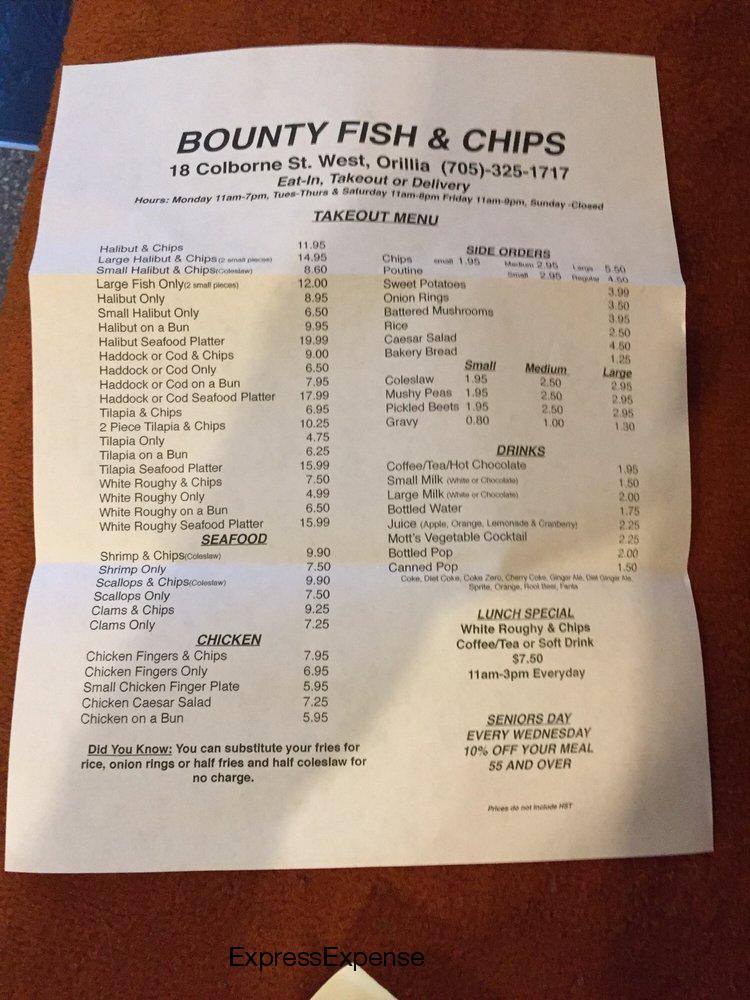 BOUNTY FISH & CHIPS
18 Colborne St. West, Orillia (705)-325-1717
Eat-In, Takeout or Delivery
Hours: Monday 11am-7pm, Tues-Thurs & Saturday 11am-8pm Friday 11am-9pm, Sunday -Closed
TAKEOUT MENU
Halibut & Chips 11.95
Large Halibut & Chips (2 small pieces) 14.95
Small Halibut & Chips(Coleslaw) 8.60
Large Fish Only(2 small pieces) 12.00
Halibut Only 8.95
Small Halibut Only 6.50
Halibut on a Bun 9.95
Halibut Seafood Platter 19.99
Haddock or Cod & Chips 9.00
Haddock or Cod Only 6.50
Haddock or Cod on a Bun 7.95
Haddock or Cod Seafood Platter 17.99
Tilapia & Chips 6.95
2 Piece Tilapia & Chips 10.25
Tilapia Only 4.75
Tilapia on a Bun 6.25
Tilapia Seafood Platter 15.99
White Roughy & Chips 7.50
White Roughy Only 4.99
White Roughy on a Bun 6.50
White Roughy Seafood Platter 15.99
SEAFOOD
Shrimp & Chips(Coleslaw) 9.90
Shrimp Only 7.50
Scallops & Chips(Coleslaw) 9.90
Scallops Only 7.50
Clams & Chips 9.25
Clams Only 7.25
CHICKEN
Chicken Fingers & Chips 7.95
Chicken Fingers Only 6.95
Small Chicken Finger Plate 5.95
Chicken Caesar Salad 7.25
Chicken on a Bun 5.95
Did You Know: You can substitute your fries for
rice, onion rings or half fries and half coleslaw for
no charge.
SIDE ORDERS
Chips small 1.95 Medium 2.95 Large 5.50
Poutine Small 2.95 Regular 4.50
Sweet Potatoes 3.99
Onion Rings 3.50
Battered Mushrooms 3.95
Rice 2.50
Caesar Salad 4.50
Bakery Bread 1.25
Small Medium Large
Coleslaw 1.95 2.50 2.95
Mushy Peas 1.95 2.50 2.95
Pickled Beets 1.95 2.50 2.95
Gravy 0.80 1.00 1.30
DRINKS
Coffee/Tea/Hot Chocolate 1.95
Small Milk (White or Chocolate) 1.50
Large Milk (White or Chocolate) 2.00
Bottled Water 1.75
Juice (Apple, Orange, Lemonade & Cranberry) 2.25
Mott's Vegetable Cocktail 2.25
Bottled Pop 2.00
Canned Pop 1.50
Coke, Diet Coke, Coke Zero, Cherry Coke, Ginger Ale, Diet Ginger Ale,
Sprite, Orange, Root Beer, Fanta
LUNCH SPECIAL
White Roughy & Chips
Coffee/Tea or Soft Drink
$7.50
11am-3pm Everyday
SENIORS DAY
EVERY WEDNESDAY
10% OFF YOUR MEAL
55 AND OVER
Prices do not include HST
ExpressExpense